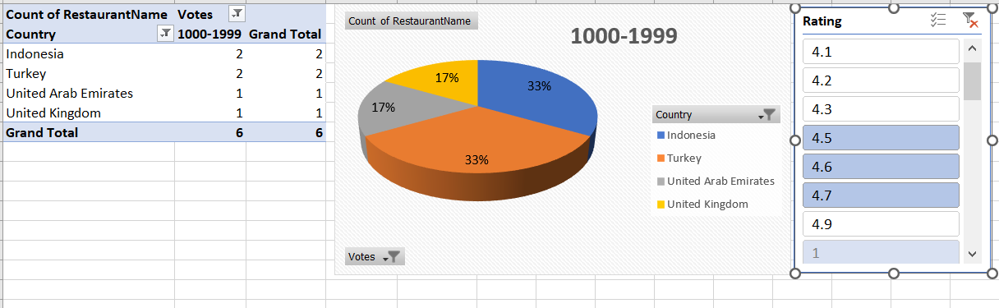 Count of RestaurantName Votes
Country 1000-1999 Grand Total
Indonesia 2 2
Turkey 2 2
United Arab Emirates 1 1
United Kingdom 1 1
Grand Total 6 6
Count of RestaurantName
1000-1999
17%
33%
17%
33%
Country
Indonesia
Turkey
United Arab Emirates
United Kingdom
Votes
Rating
4.1
4.2
4.3
4.5
4.6
4.7
4.9
1